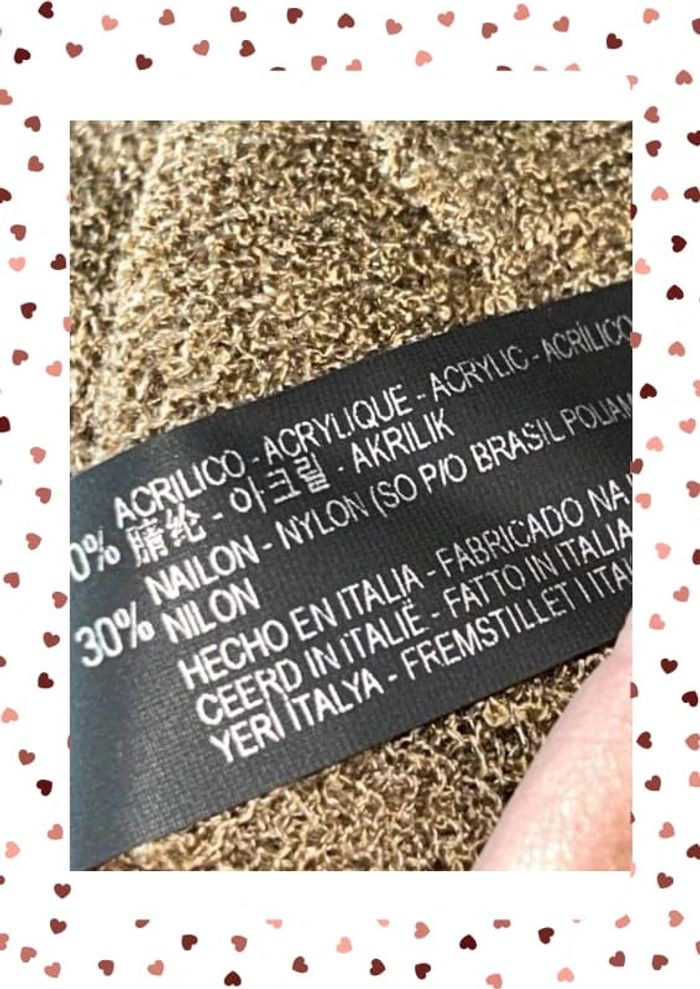 0% ACRILICO - ACRYLIQUE - ACRYLIC - ACRÍLICO
腈纶 - 아크릴 - AKRILIK
30% NAILON - NYLON (SO P/O BRASIL POLIAM
NILON
HECHO EN ITALIA - FABRICADO NA
CEERD IN ITALIË - FATTO IN ITALIA
YERİ İTALYA - FREMSTILLET I ITA